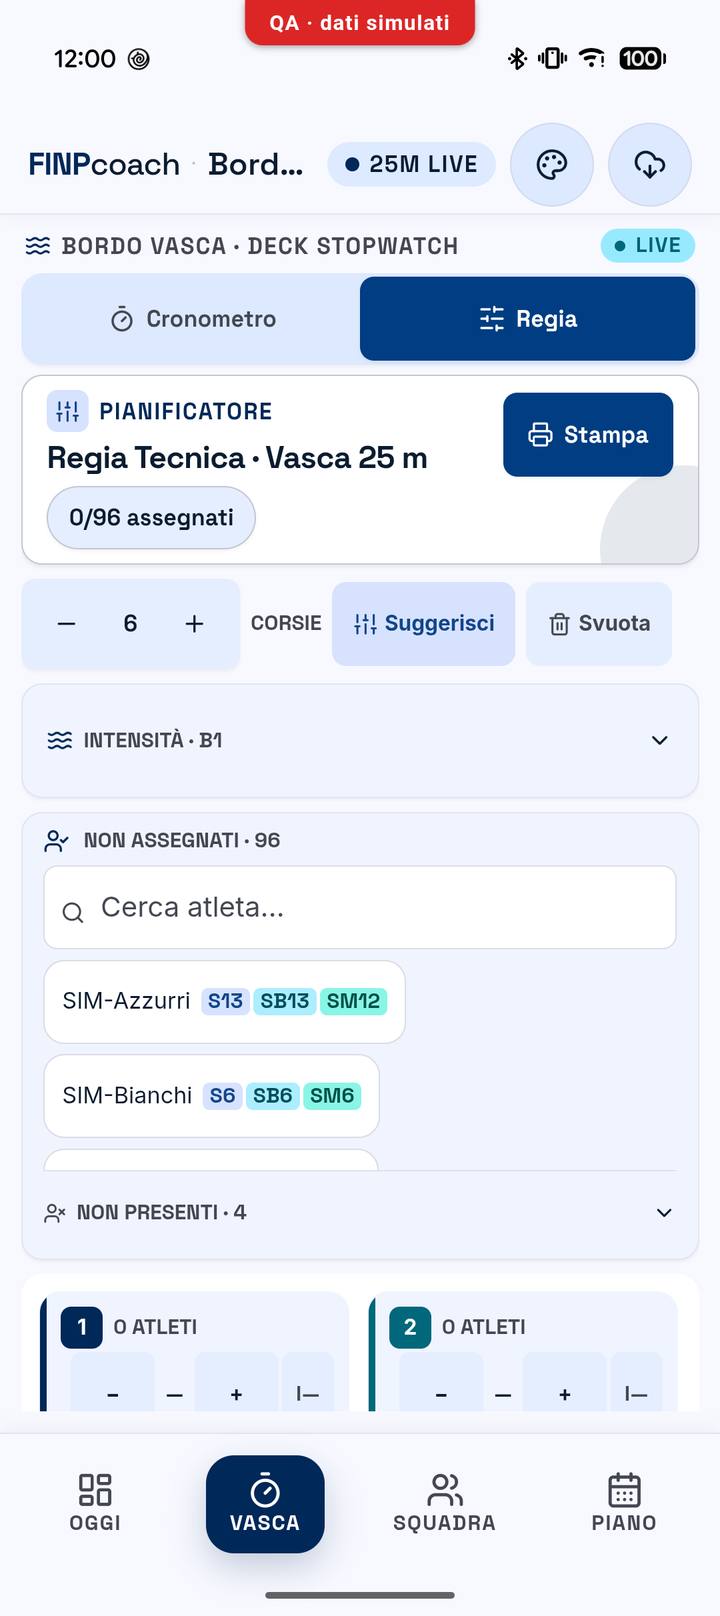 QA · dati simulati
12:00 100
FINPcoach · Bord... 25M LIVE
BORDO VASCA · DECK STOPWATCH LIVE
Cronometro Regia
PIANIFICATORE
Stampa
Regia Tecnica · Vasca 25 m
0/96 assegnati
− 6 + CORSIE Suggerisci Svuota
INTENSITÀ · B1
NON ASSEGNATI · 96
Cerca atleta...
SIM-Azzurri S13 SB13 SM12
SIM-Bianchi S6 SB6 SM6
NON PRESENTI · 4
1 0 ATLETI 2 0 ATLETI
– — + I— – — + I—
OGGI VASCA SQUADRA PIANO